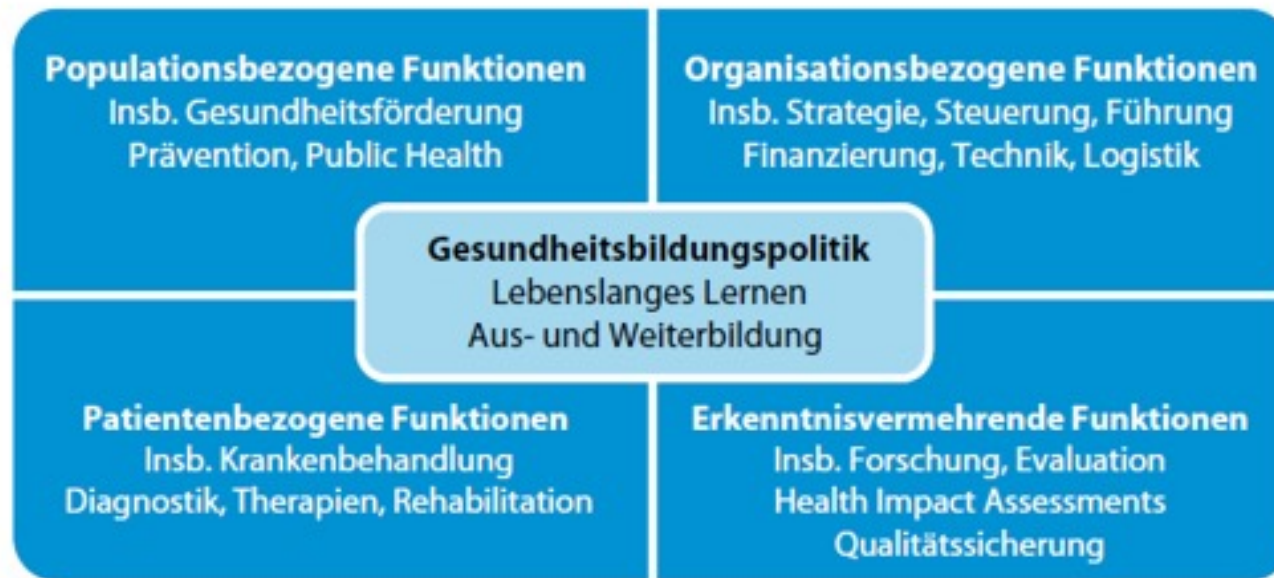 Populationsbezogene Funktionen
Insb. Gesundheitsförderung
Prävention, Public Health
Organisationsbezogene Funktionen
Insb. Strategie, Steuerung, Führung
Finanzierung, Technik, Logistik
Gesundheitsbildungspolitik
Lebenslanges Lernen
Aus- und Weiterbildung
Patientenbezogene Funktionen
Insb. Krankenbehandlung
Diagnostik, Therapien, Rehabilitation
Erkenntnisvermehrende Funktionen
Insb. Forschung, Evaluation
Health Impact Assessments
Qualitätssicherung